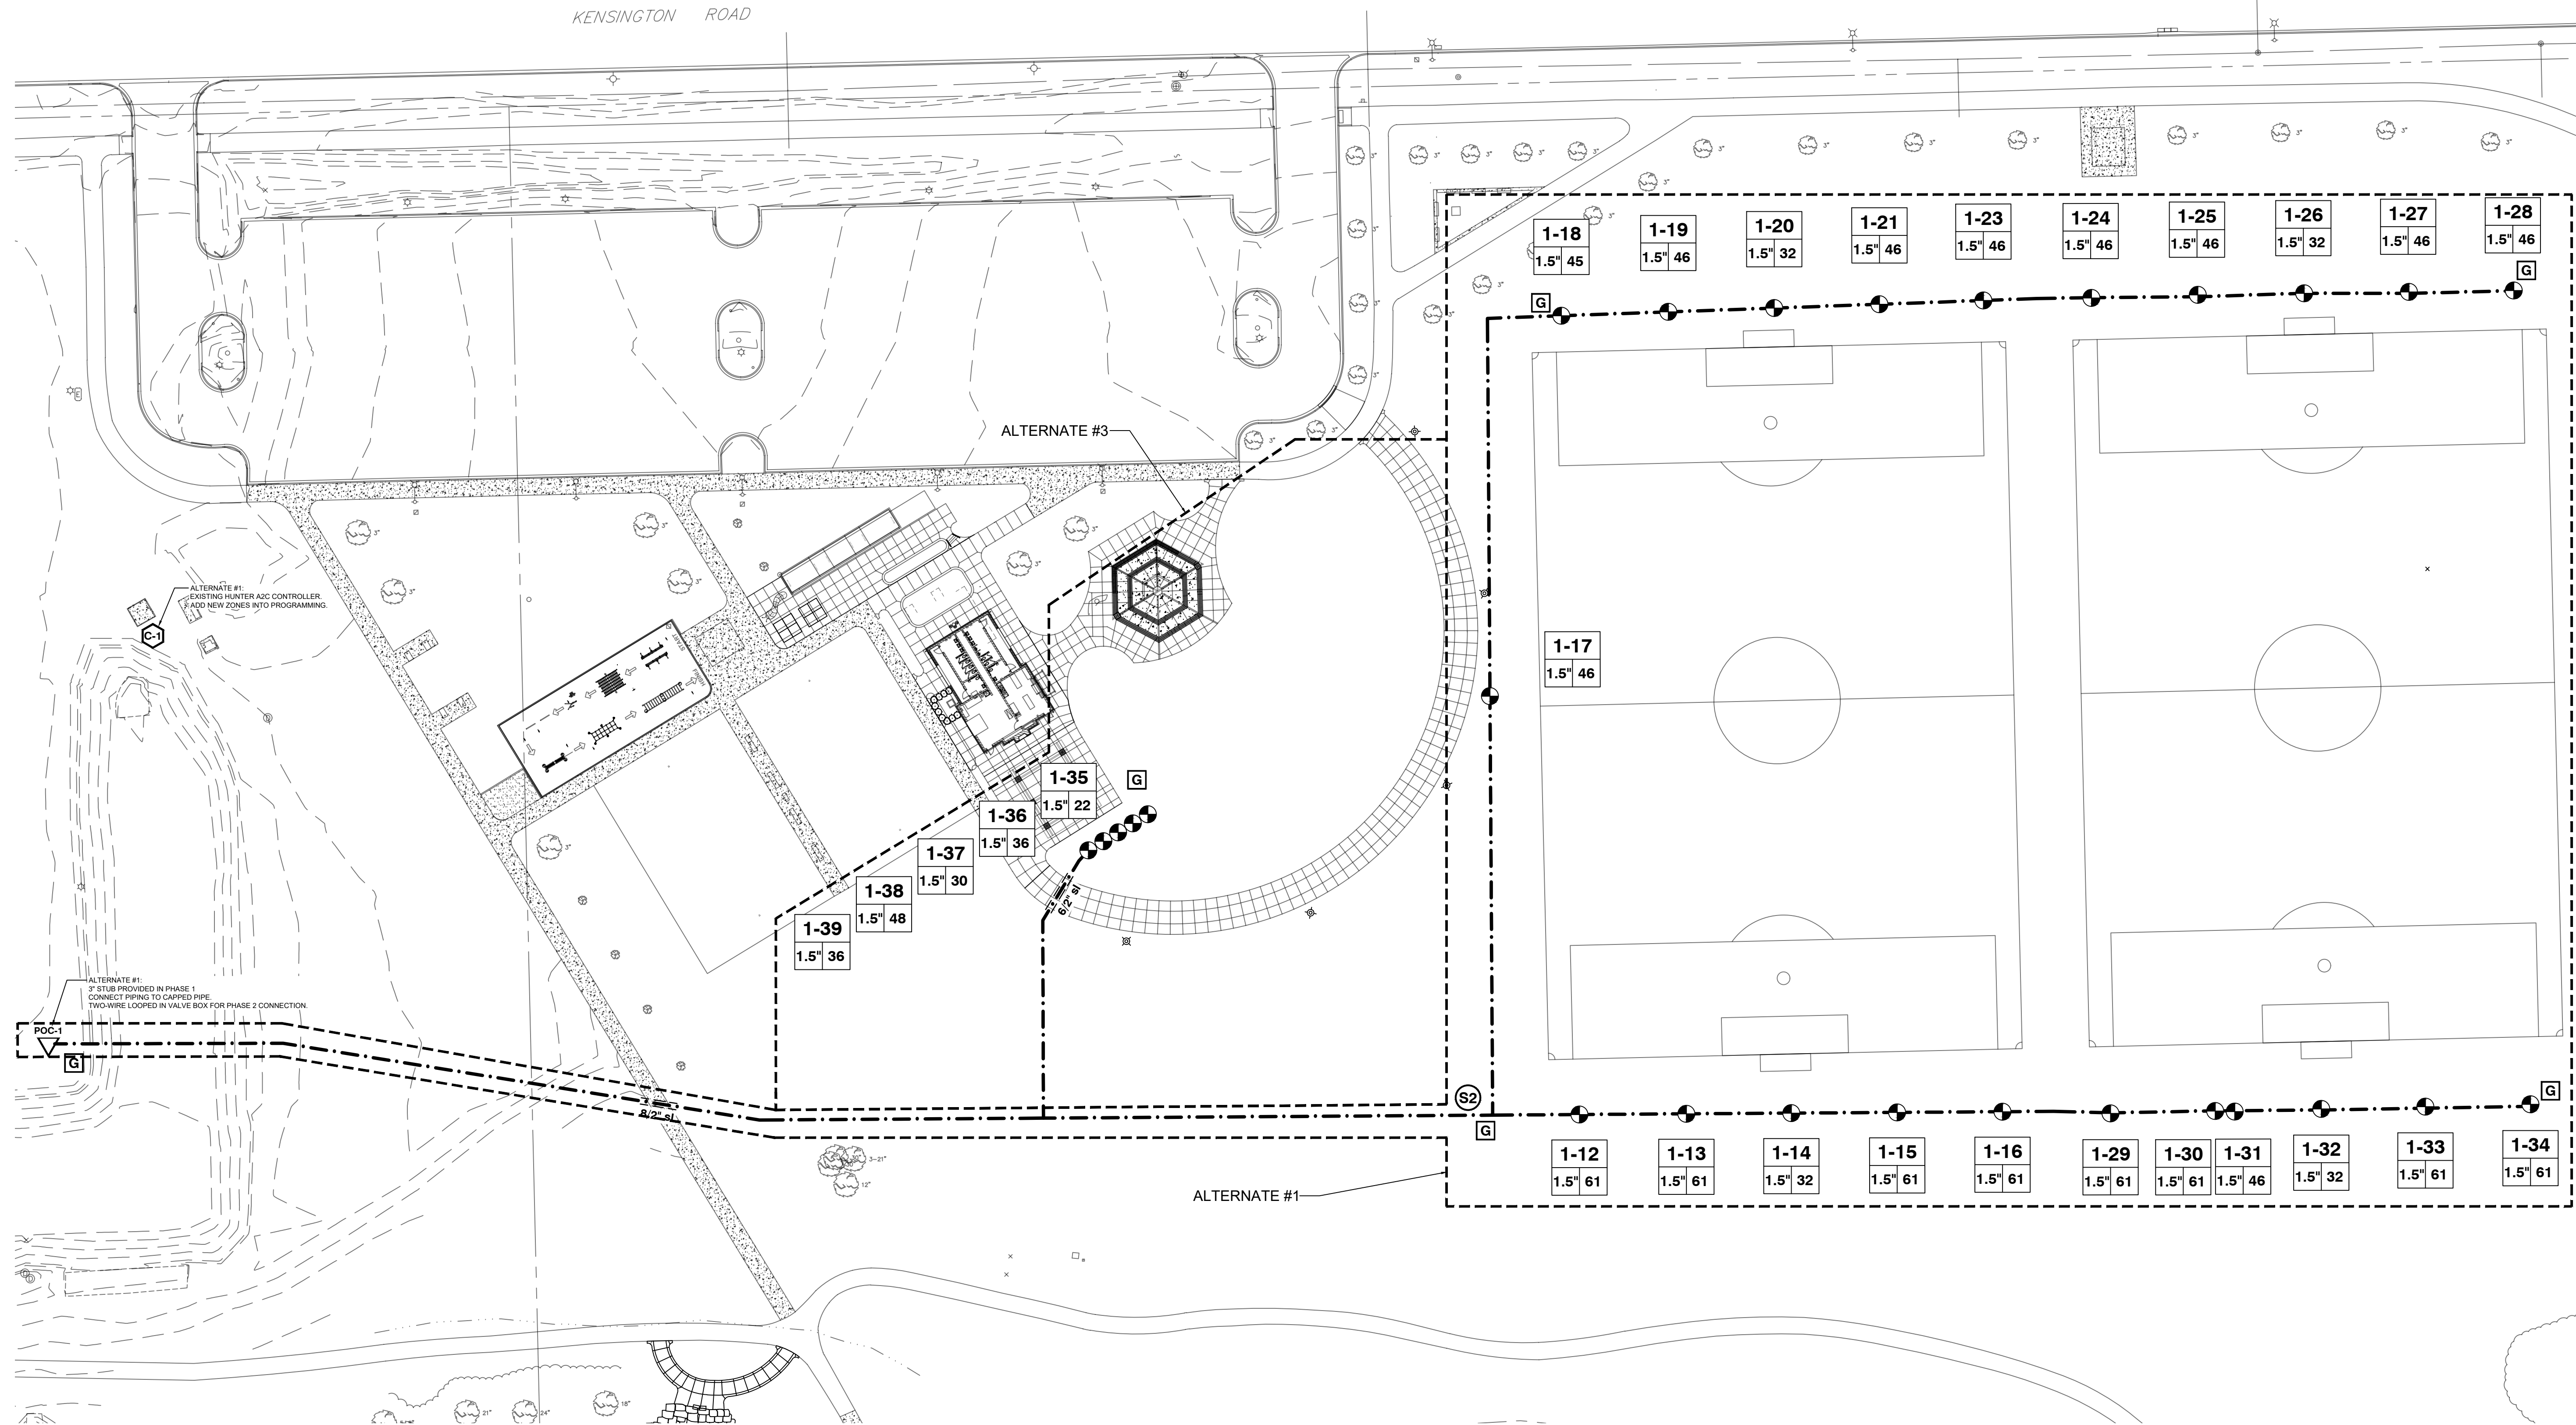 KENSINGTON ROAD
1-18
1.5" 45
1-19
1.5" 46
1-20
1.5" 32
1-21
1.5" 46
1-23
1.5" 46
1-24
1.5" 46
1-25
1.5" 46
1-26
1.5" 32
1-27
1.5" 46
1-28
1.5" 46
G
G
ALTERNATE #3
ALTERNATE #1:
EXISTING HUNTER A2C CONTROLLER.
ADD NEW ZONES INTO PROGRAMMING.
C-1
START
FINISH
1-17
1.5" 46
1-35
1.5" 22
G
1-36
1.5" 36
1-37
1.5" 30
1-38
1.5" 48
1-39
1.5" 36
6/2" sl
ALTERNATE #1:
3" STUB PROVIDED IN PHASE 1
CONNECT PIPING TO CAPPED PIPE.
TWO-WIRE LOOPED IN VALVE BOX FOR PHASE 2 CONNECTION.
POC-1
G
8/2" sl
S2
G
G
1-12
1.5" 61
1-13
1.5" 61
1-14
1.5" 32
1-15
1.5" 61
1-16
1.5" 61
1-29
1.5" 61
1-30
1.5" 61
1-31
1.5" 46
1-32
1.5" 32
1-33
1.5" 61
1-34
1.5" 61
3-21"
12"
ALTERNATE #1
21"
24"
18"